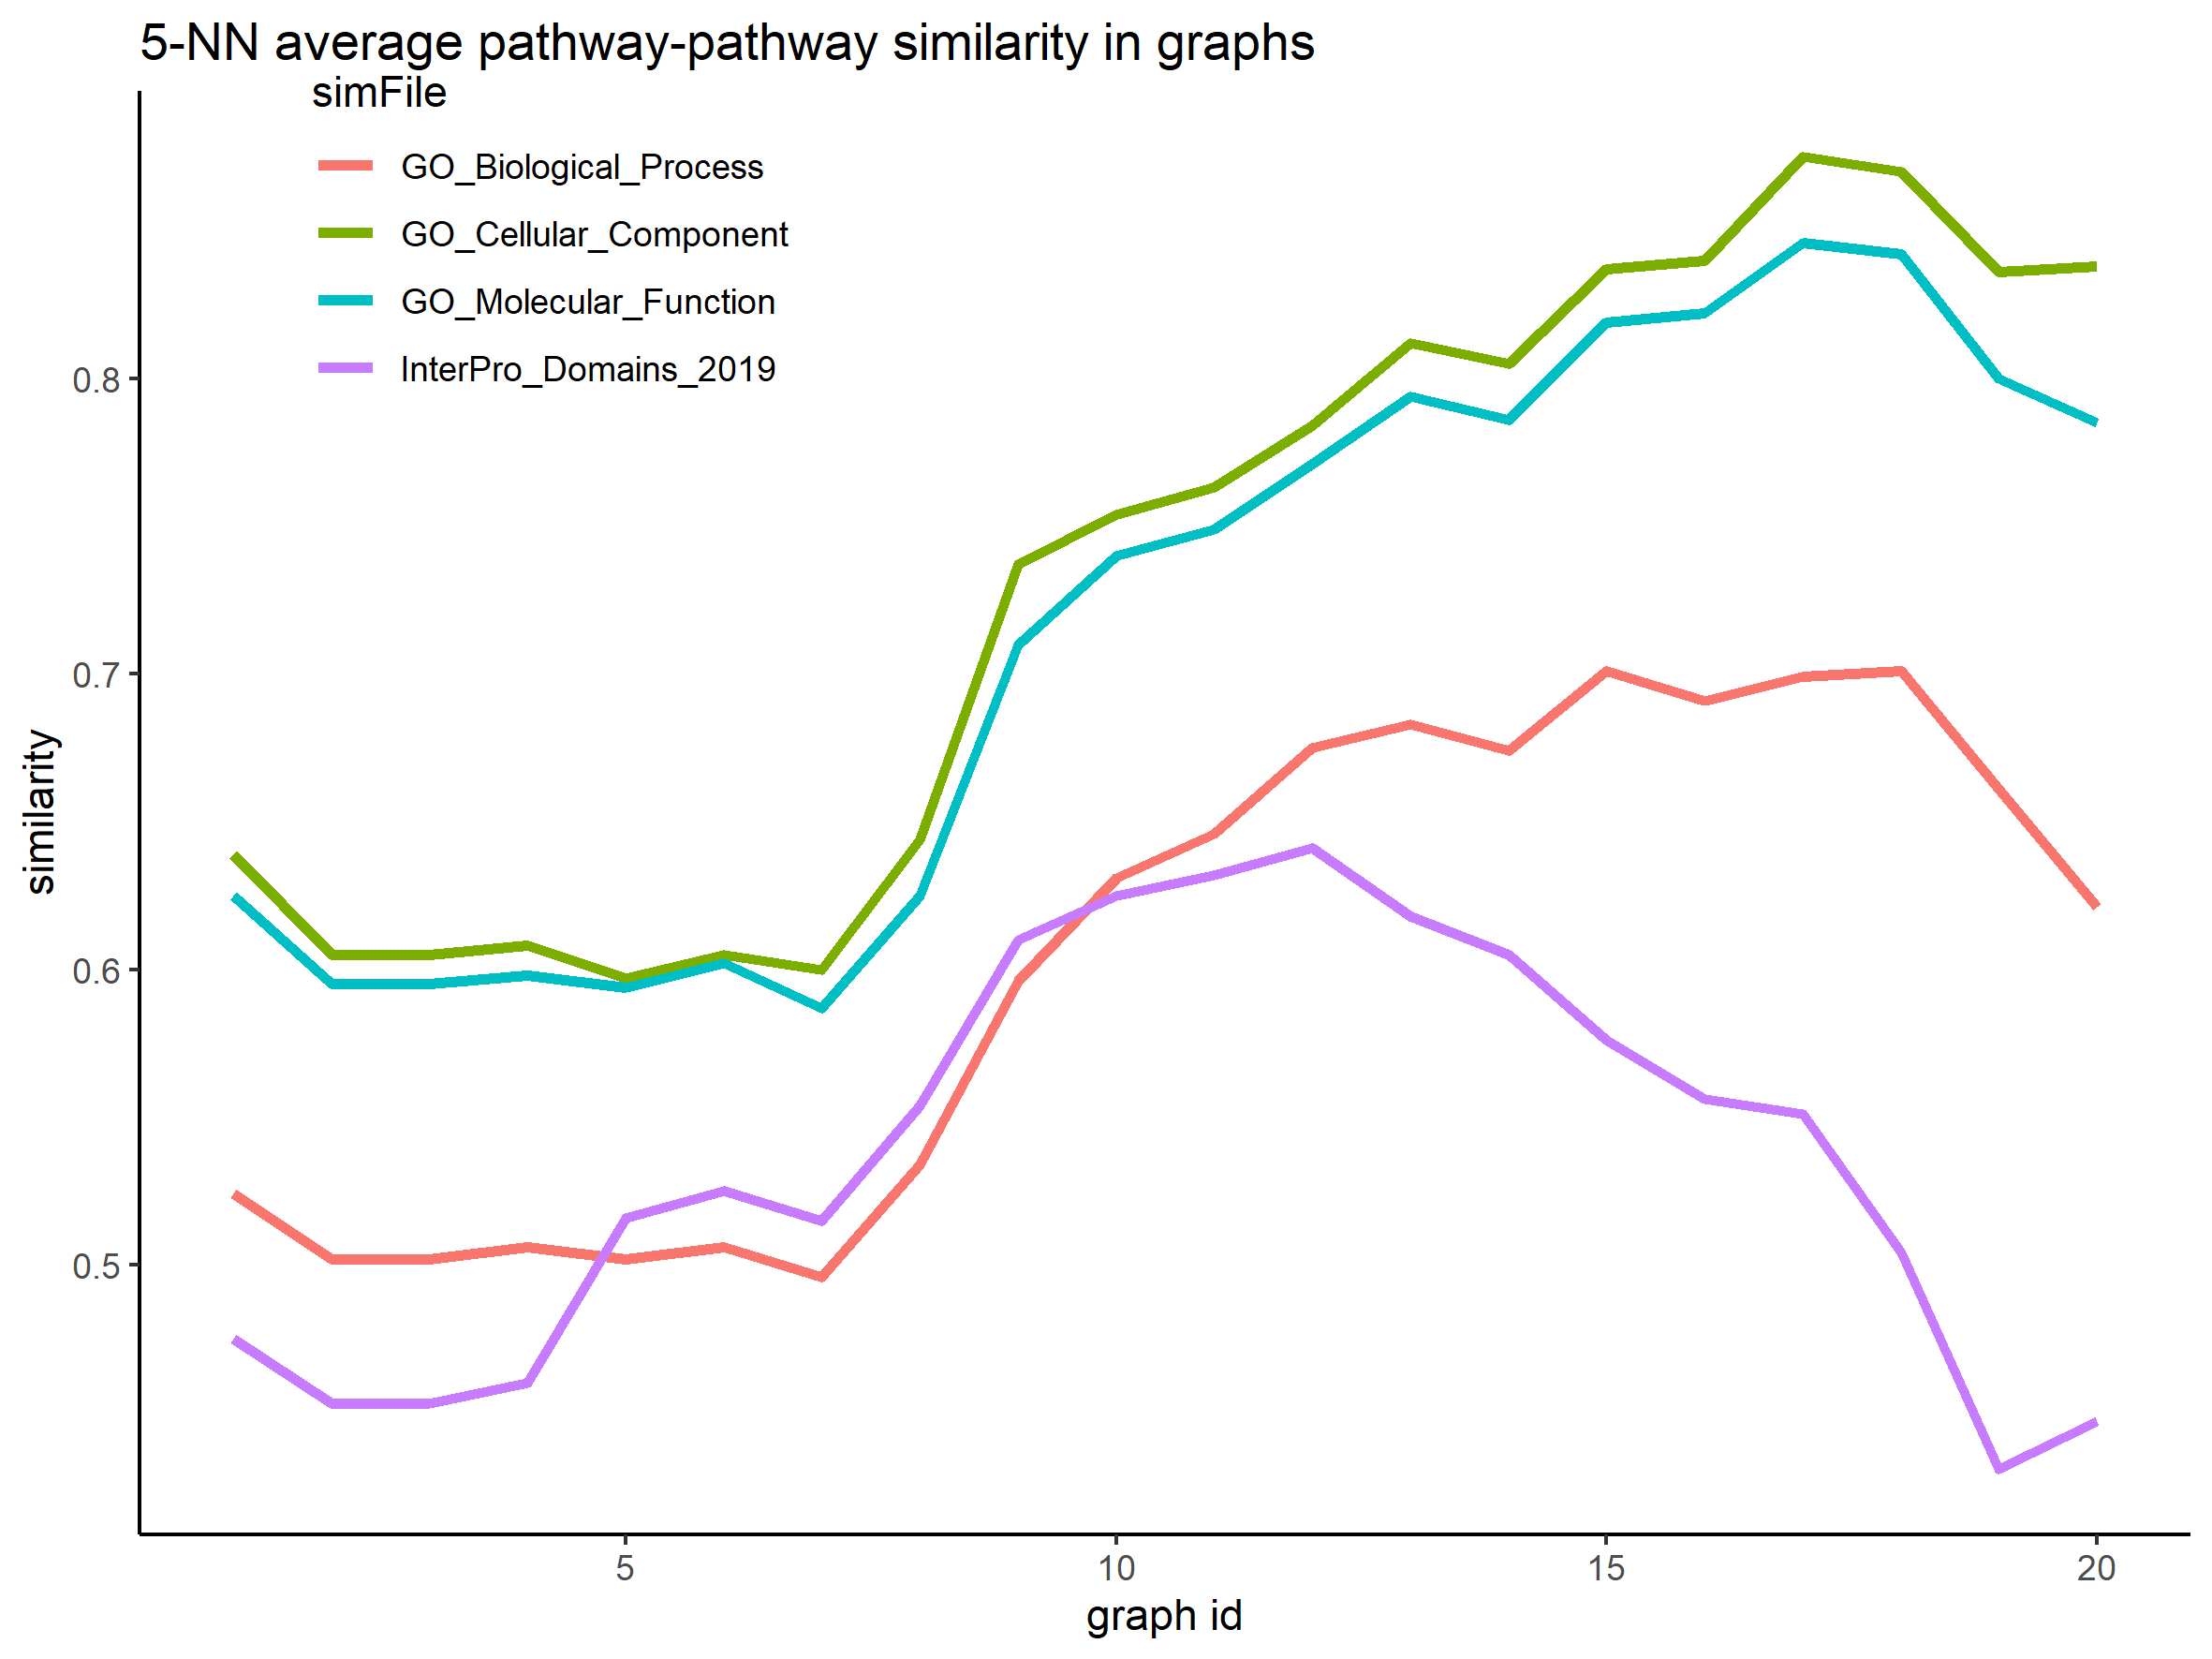 5-NN average pathway-pathway similarity in graphs
simFile
GO_Biological_Process
GO_Cellular_Component
GO_Molecular_Function
InterPro_Domains_2019
0.8
0.7
0.6
0.5
similarity
5 10 15 20
graph id